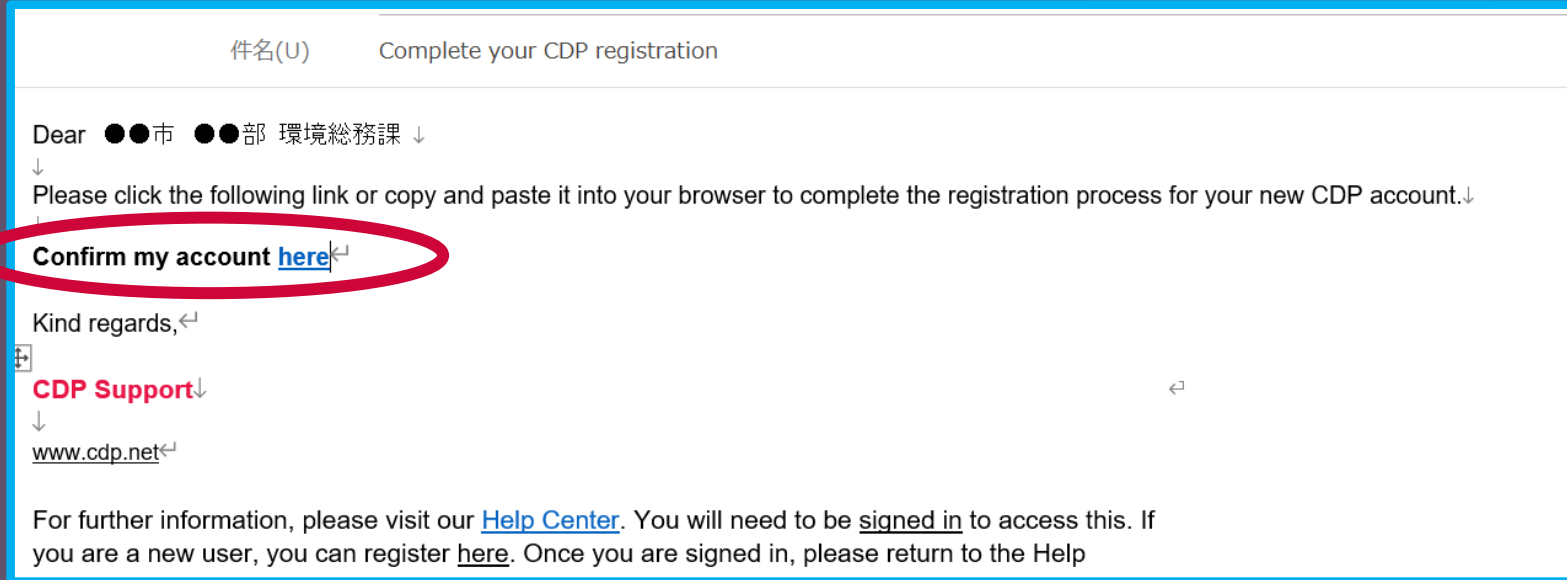 件名(U) Complete your CDP registration
Dear ●●市 ●●部 環境総務課 ↓
↓
Please click the following link or copy and paste it into your browser to complete the registration process for your new CDP account.↓
↓
Confirm my account here↵
Kind regards,↵
CDP Support↓ ↵
↓
www.cdp.net↵
For further information, please visit our Help Center. You will need to be signed in to access this. If
you are a new user, you can register here. Once you are signed in, please return to the Help